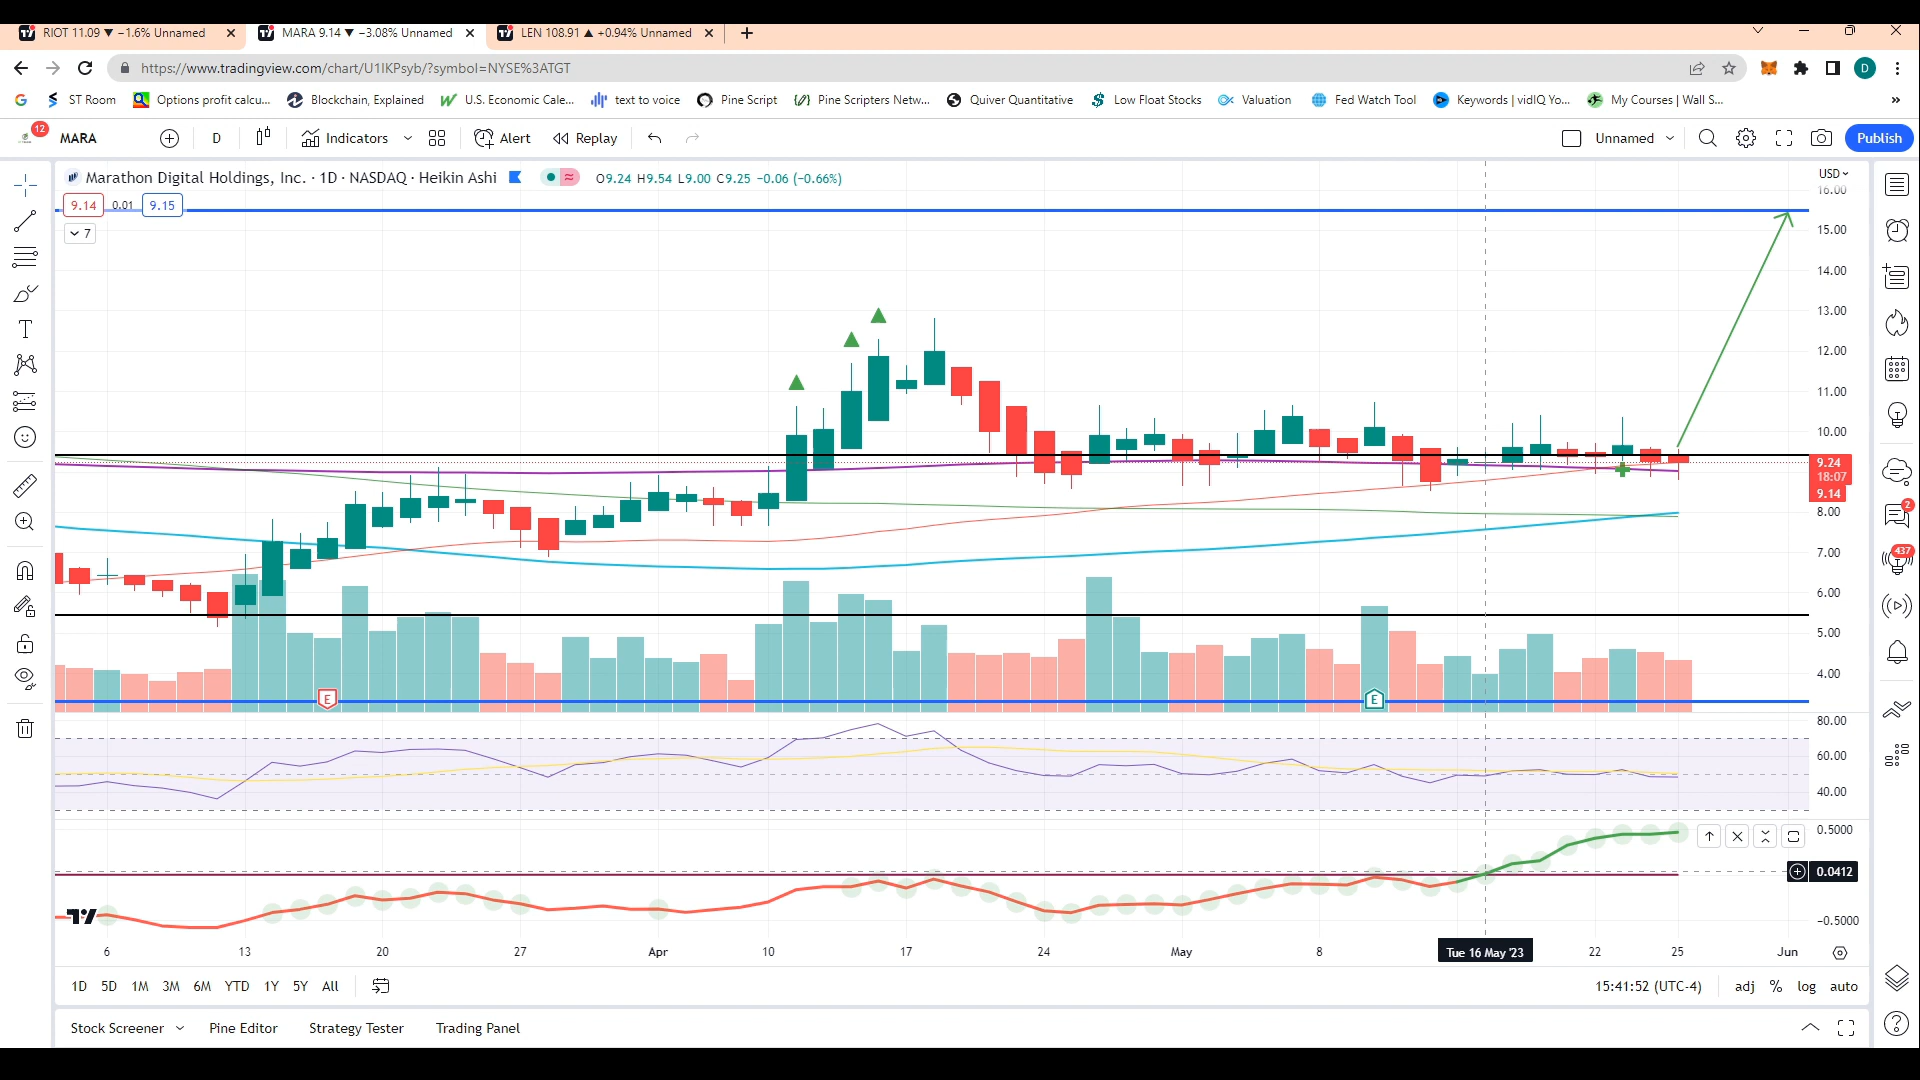 RIOT 11.09 ▼ −1.6% Unnamed
MARA 9.14 ▼ −3.08% Unnamed
LEN 108.91 ▲ +0.94% Unnamed
https://www.tradingview.com/chart/U1IKPsyb/?symbol=NYSE%3ATGT
D
ST Room
Options profit calcu...
Blockchain, Explained
U.S. Economic Cale...
text to voice
Pine Script
Pine Scripters Netw...
Quiver Quantitative
Low Float Stocks
Valuation
Fed Watch Tool
Keywords | vidIQ Yo...
My Courses | Wall S...
12
MARA
D
Indicators
Alert
Replay
Unnamed
Publish
Marathon Digital Holdings, Inc. · 1D · NASDAQ · Heikin Ashi
O9.24 H9.54 L9.00 C9.25 −0.06 (−0.66%)
USD
9.14
0.01
9.15
7
16.00
15.00
14.00
13.00
12.00
11.00
10.00
9.24
18:07
9.14
8.00
7.00
6.00
5.00
4.00
E
E
80.00
60.00
40.00
0.5000
0.0412
−0.5000
2
437
6
13
20
27
Apr
10
17
24
May
8
Tue 16 May '23
22
25
Jun
1D
5D
1M
3M
6M
YTD
1Y
5Y
All
15:41:52 (UTC-4)
adj
%
log
auto
Stock Screener
Pine Editor
Strategy Tester
Trading Panel